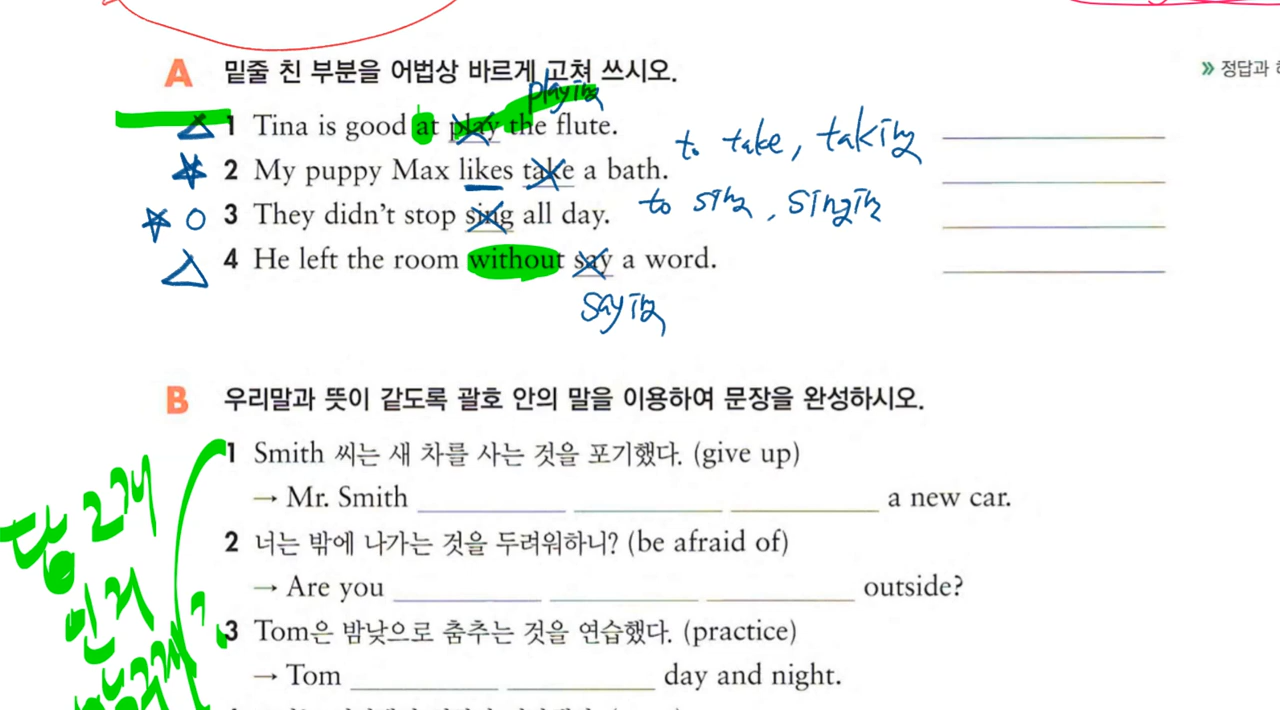 A 밑줄 친 부분을 어법상 바르게 고쳐 쓰시오.
정답과
playing
1 Tina is good at play the flute.
to take, taking
2 My puppy Max likes take a bath.
to sing, singing
3 They didn't stop sing all day.
4 He left the room without say a word.
saying
B 우리말과 뜻이 같도록 괄호 안의 말을 이용하여 문장을 완성하시오.
1 Smith 씨는 새 차를 사는 것을 포기했다. (give up)
→ Mr. Smith a new car.
2 너는 밖에 나가는 것을 두려워하니? (be afraid of)
→ Are you outside?
3 Tom은 밤낮으로 춤추는 것을 연습했다. (practice)
→ Tom day and night.
답 2개
인거